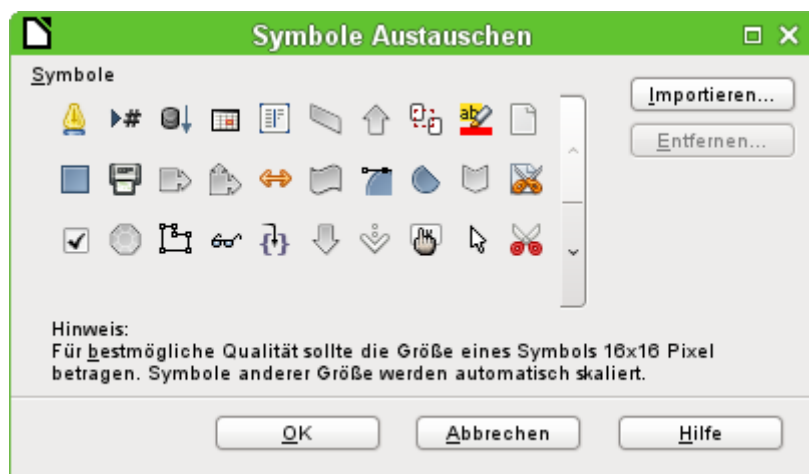 Symbole Austauschen
Symbole
Importieren...
Entfernen...
Hinweis:
Für bestmögliche Qualität sollte die Größe eines Symbols 16x16 Pixel
betragen. Symbole anderer Größe werden automatisch skaliert.
OK
Abbrechen
Hilfe